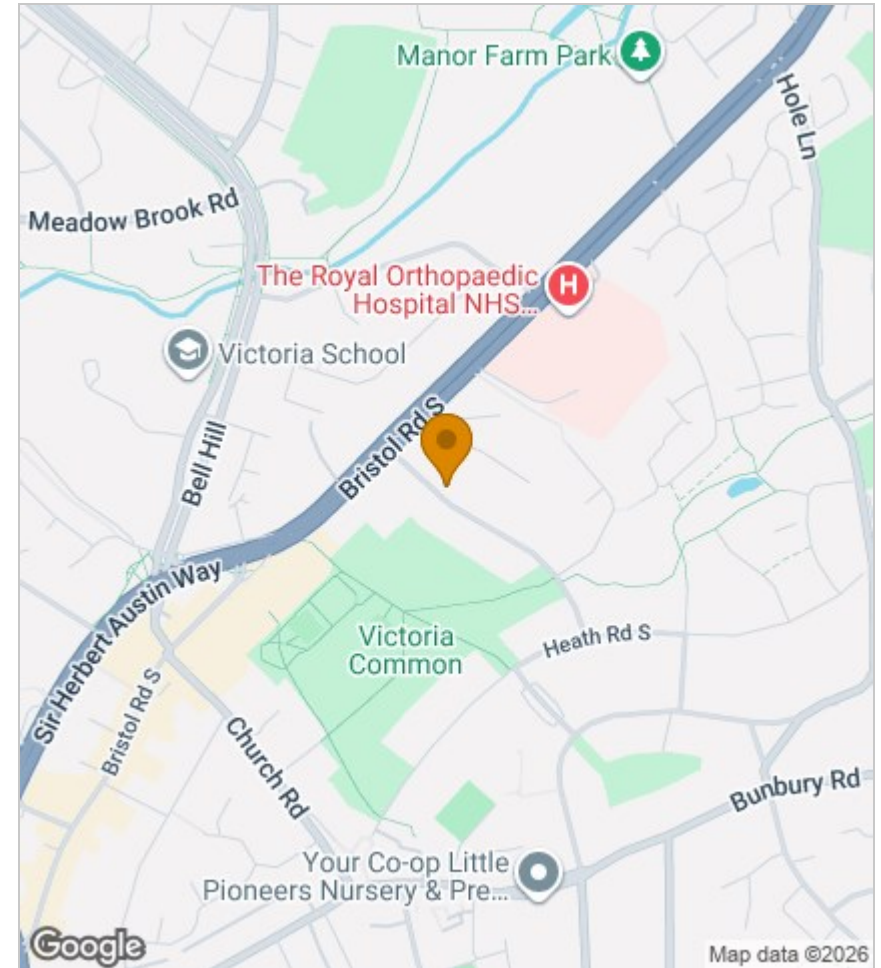 Manor Farm Park
Hole Ln
Meadow Brook Rd
The Royal Orthopaedic
Hospital NHS...
H
Victoria School
Bristol Rd S
Bell Hill
Sir Herbert Austin Way
Victoria
Common
Heath Rd S
Bristol Rd S
Church Rd
Bunbury Rd
Your Co-op Little
Pioneers Nursery & Pre...
Google
Map data ©2026